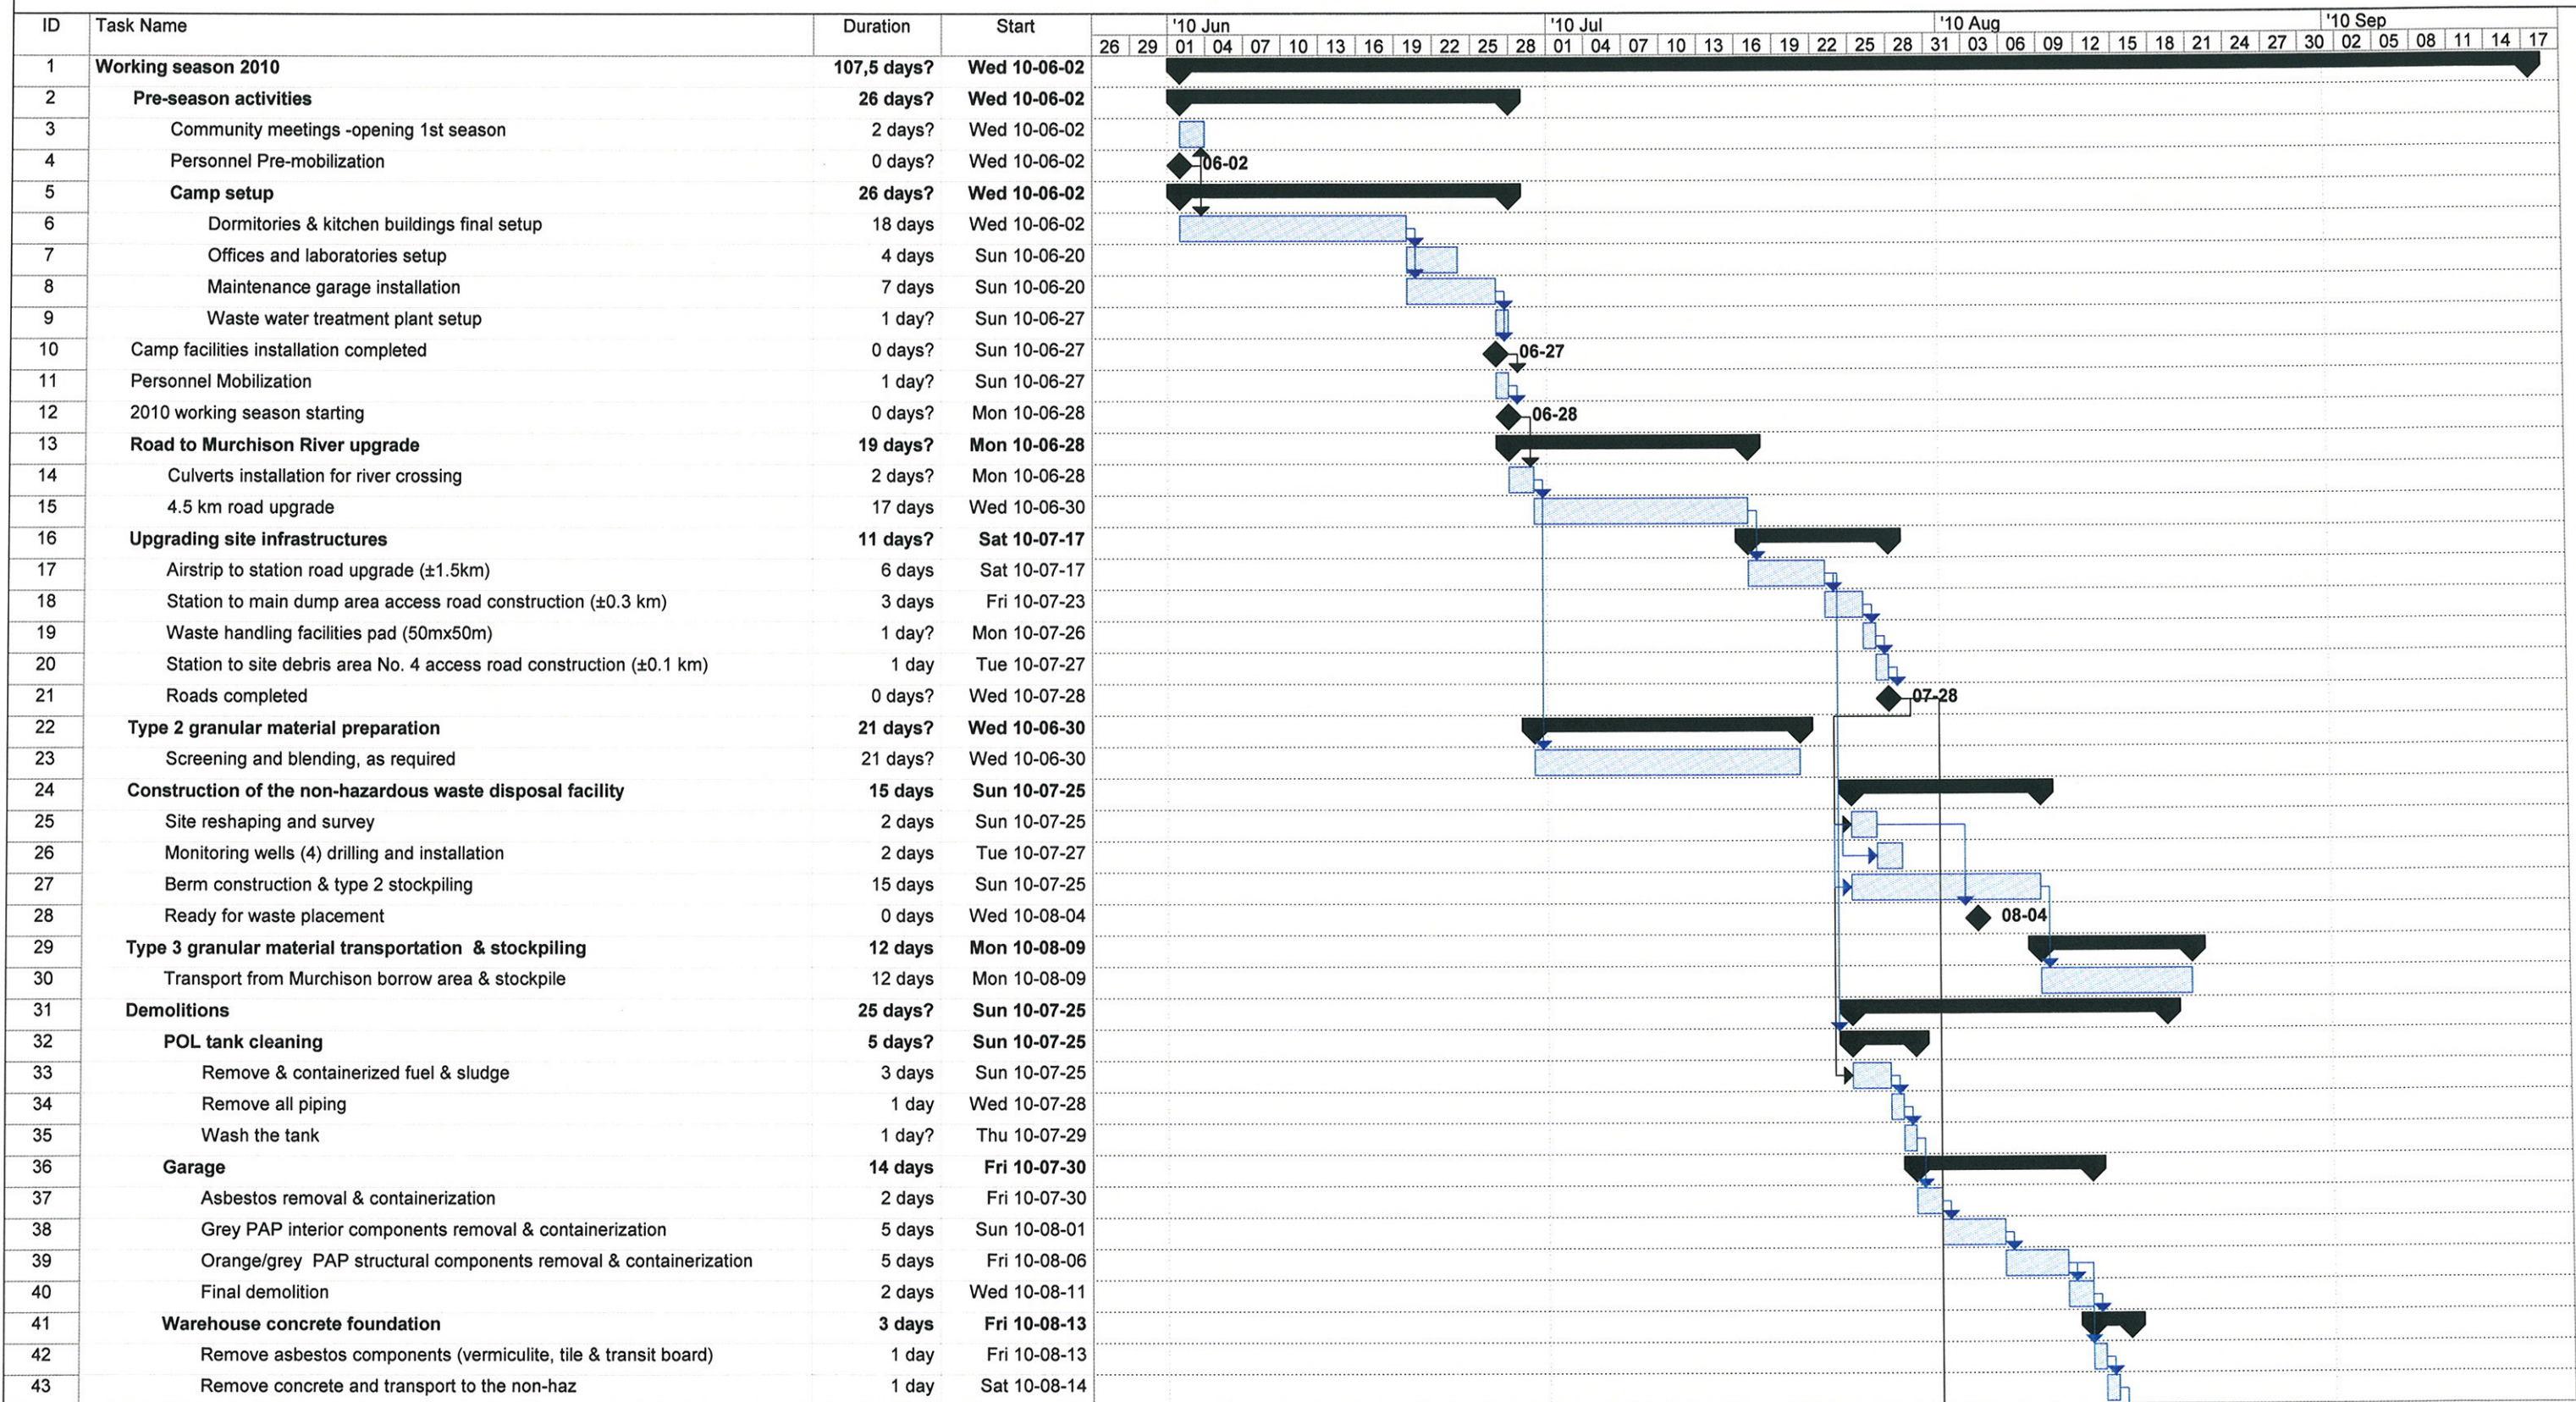 ID Task Name Duration Start '10 Jun '10 Jul '10 Aug '10 Sep
26 29 01 04 07 10 13 16 19 22 25 28 01 04 07 10 13 16 19 22 25 28 31 03 06 09 12 15 18 21 24 27 30 02 05 08 11 14 17
1 Working season 2010 107,5 days? Wed 10-06-02
2 Pre-season activities 26 days? Wed 10-06-02
3 Community meetings -opening 1st season 2 days? Wed 10-06-02
4 Personnel Pre-mobilization 0 days? Wed 10-06-02 06-02
5 Camp setup 26 days? Wed 10-06-02
6 Dormitories & kitchen buildings final setup 18 days Wed 10-06-02
7 Offices and laboratories setup 4 days Sun 10-06-20
8 Maintenance garage installation 7 days Sun 10-06-20
9 Waste water treatment plant setup 1 day? Sun 10-06-27
10 Camp facilities installation completed 0 days? Sun 10-06-27 06-27
11 Personnel Mobilization 1 day? Sun 10-06-27
12 2010 working season starting 0 days? Mon 10-06-28 06-28
13 Road to Murchison River upgrade 19 days? Mon 10-06-28
14 Culverts installation for river crossing 2 days? Mon 10-06-28
15 4.5 km road upgrade 17 days Wed 10-06-30
16 Upgrading site infrastructures 11 days? Sat 10-07-17
17 Airstrip to station road upgrade (±1.5km) 6 days Sat 10-07-17
18 Station to main dump area access road construction (±0.3 km) 3 days Fri 10-07-23
19 Waste handling facilities pad (50mx50m) 1 day? Mon 10-07-26
20 Station to site debris area No. 4 access road construction (±0.1 km) 1 day Tue 10-07-27
21 Roads completed 0 days? Wed 10-07-28 07-28
22 Type 2 granular material preparation 21 days? Wed 10-06-30
23 Screening and blending, as required 21 days? Wed 10-06-30
24 Construction of the non-hazardous waste disposal facility 15 days Sun 10-07-25
25 Site reshaping and survey 2 days Sun 10-07-25
26 Monitoring wells (4) drilling and installation 2 days Tue 10-07-27
27 Berm construction & type 2 stockpiling 15 days Sun 10-07-25
28 Ready for waste placement 0 days Wed 10-08-04 08-04
29 Type 3 granular material transportation & stockpiling 12 days Mon 10-08-09
30 Transport from Murchison borrow area & stockpile 12 days Mon 10-08-09
31 Demolitions 25 days? Sun 10-07-25
32 POL tank cleaning 5 days? Sun 10-07-25
33 Remove & containerized fuel & sludge 3 days Sun 10-07-25
34 Remove all piping 1 day Wed 10-07-28
35 Wash the tank 1 day? Thu 10-07-29
36 Garage 14 days Fri 10-07-30
37 Asbestos removal & containerization 2 days Fri 10-07-30
38 Grey PAP interior components removal & containerization 5 days Sun 10-08-01
39 Orange/grey PAP structural components removal & containerization 5 days Fri 10-08-06
40 Final demolition 2 days Wed 10-08-11
41 Warehouse concrete foundation 3 days Fri 10-08-13
42 Remove asbestos components (vermiculite, tile & transit board) 1 day Fri 10-08-13
43 Remove concrete and transport to the non-haz 1 day Sat 10-08-14